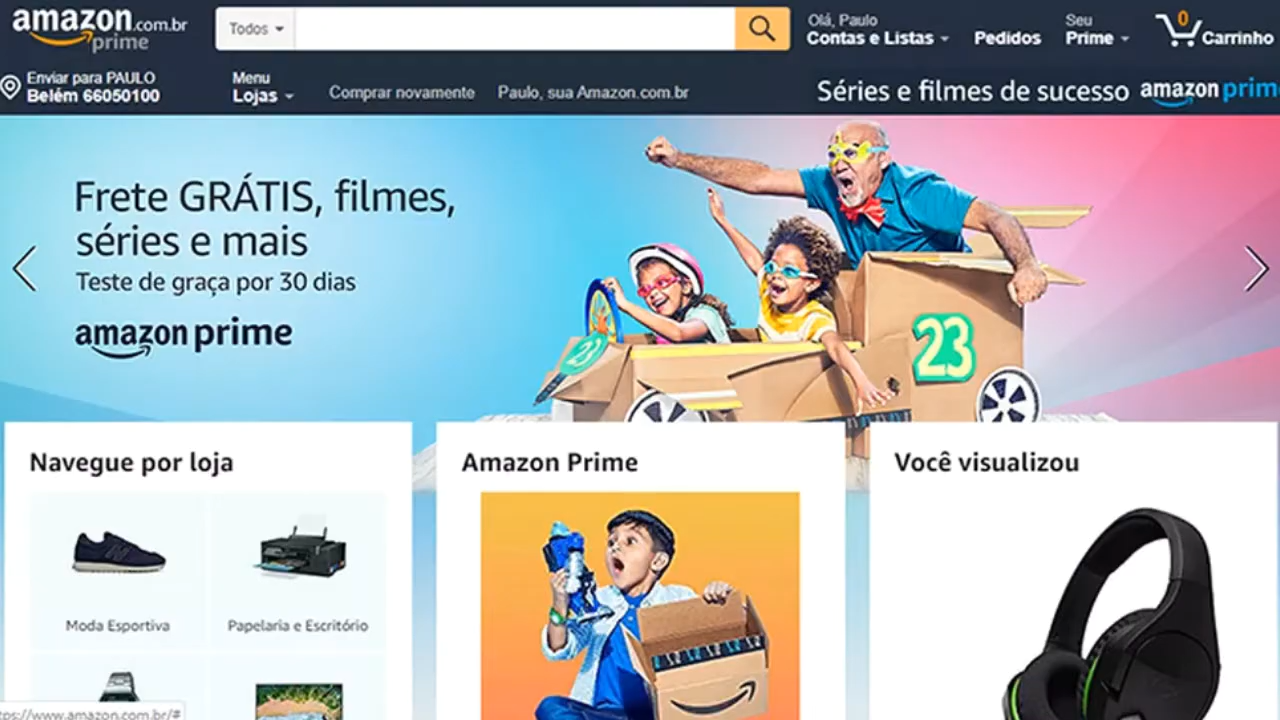 amazon.com.br
prime
Todos
Olá, Paulo
Contas e Listas
Pedidos
Seu
Prime
0
Carrinho
Enviar para PAULO
Belém 66050100
Menu
Lojas
Comprar novamente
Paulo, sua Amazon.com.br
Séries e filmes de sucesso
amazon prim
Frete GRÁTIS, filmes,
séries e mais
Teste de graça por 30 dias
amazon prime
23
23
Navegue por loja
Amazon Prime
Você visualizou
Moda Esportiva
Papelaria e Escritório
tps://www.amazon.com.br/#